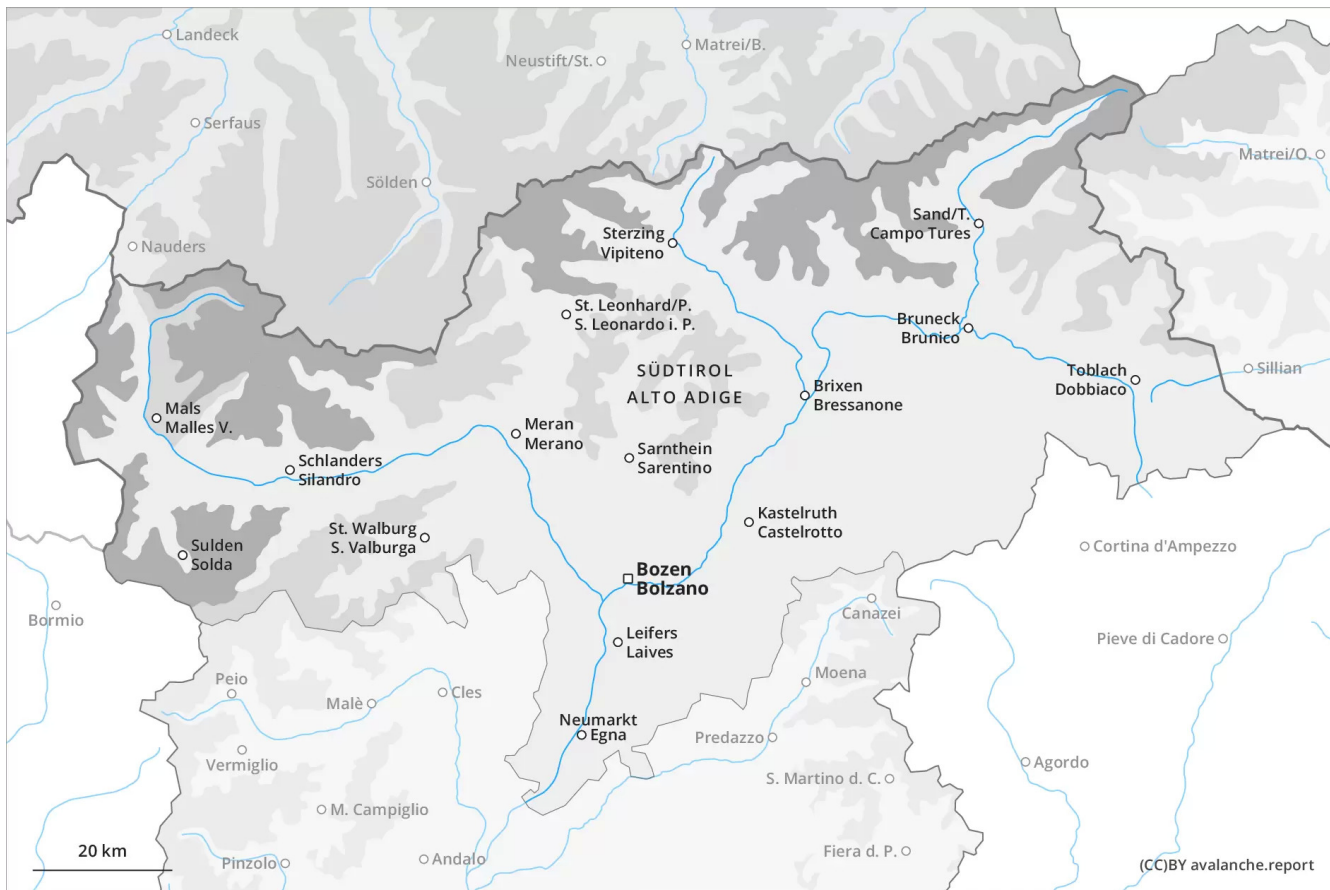 Landeck
Matrei/B.
Neustift/St.
Serfaus
Matrei/O.
Sölden
Sand/T.
Campo Tures
Sterzing
Vipiteno
Nauders
St. Leonhard/P.
S. Leonardo i. P.
Bruneck
Brunico
SÜDTIROL
ALTO ADIGE
Toblach
Dobbiaco
Sillian
Brixen
Bressanone
Mals
Malles V.
Meran
Merano
Sarnthein
Sarentino
Schlanders
Silandro
Kastelruth
Castelrotto
St. Walburg
S. Valburga
Sulden
Solda
Cortina d'Ampezzo
Bozen
Bolzano
Bormio
Canazei
Leifers
Laives
Pieve di Cadore
Peio
Moena
Malè
Cles
Neumarkt
Egna
Predazzo
Vermiglio
Agordo
S. Martino d. C.
M. Campiglio
20 km
Pinzolo
Andalo
Fiera d. P.
(CC)BY avalanche.report